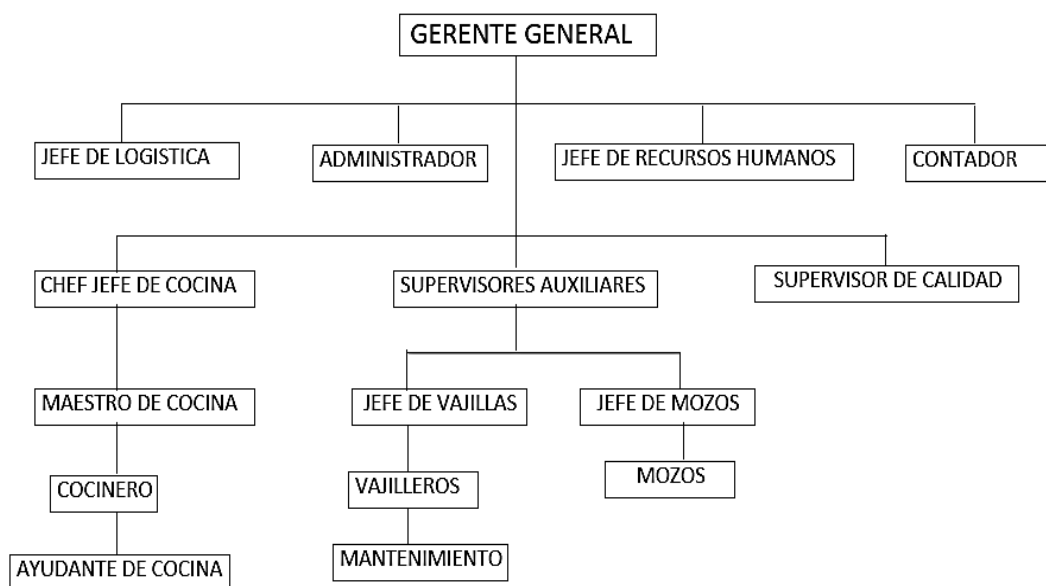 GERENTE GENERAL
JEFE DE LOGISTICA
ADMINISTRADOR
JEFE DE RECURSOS HUMANOS
CONTADOR
CHEF JEFE DE COCINA
SUPERVISORES AUXILIARES
SUPERVISOR DE CALIDAD
MAESTRO DE COCINA
JEFE DE VAJILLAS
JEFE DE MOZOS
COCINERO
VAJILLEROS
MOZOS
AYUDANTE DE COCINA
MANTENIMIENTO